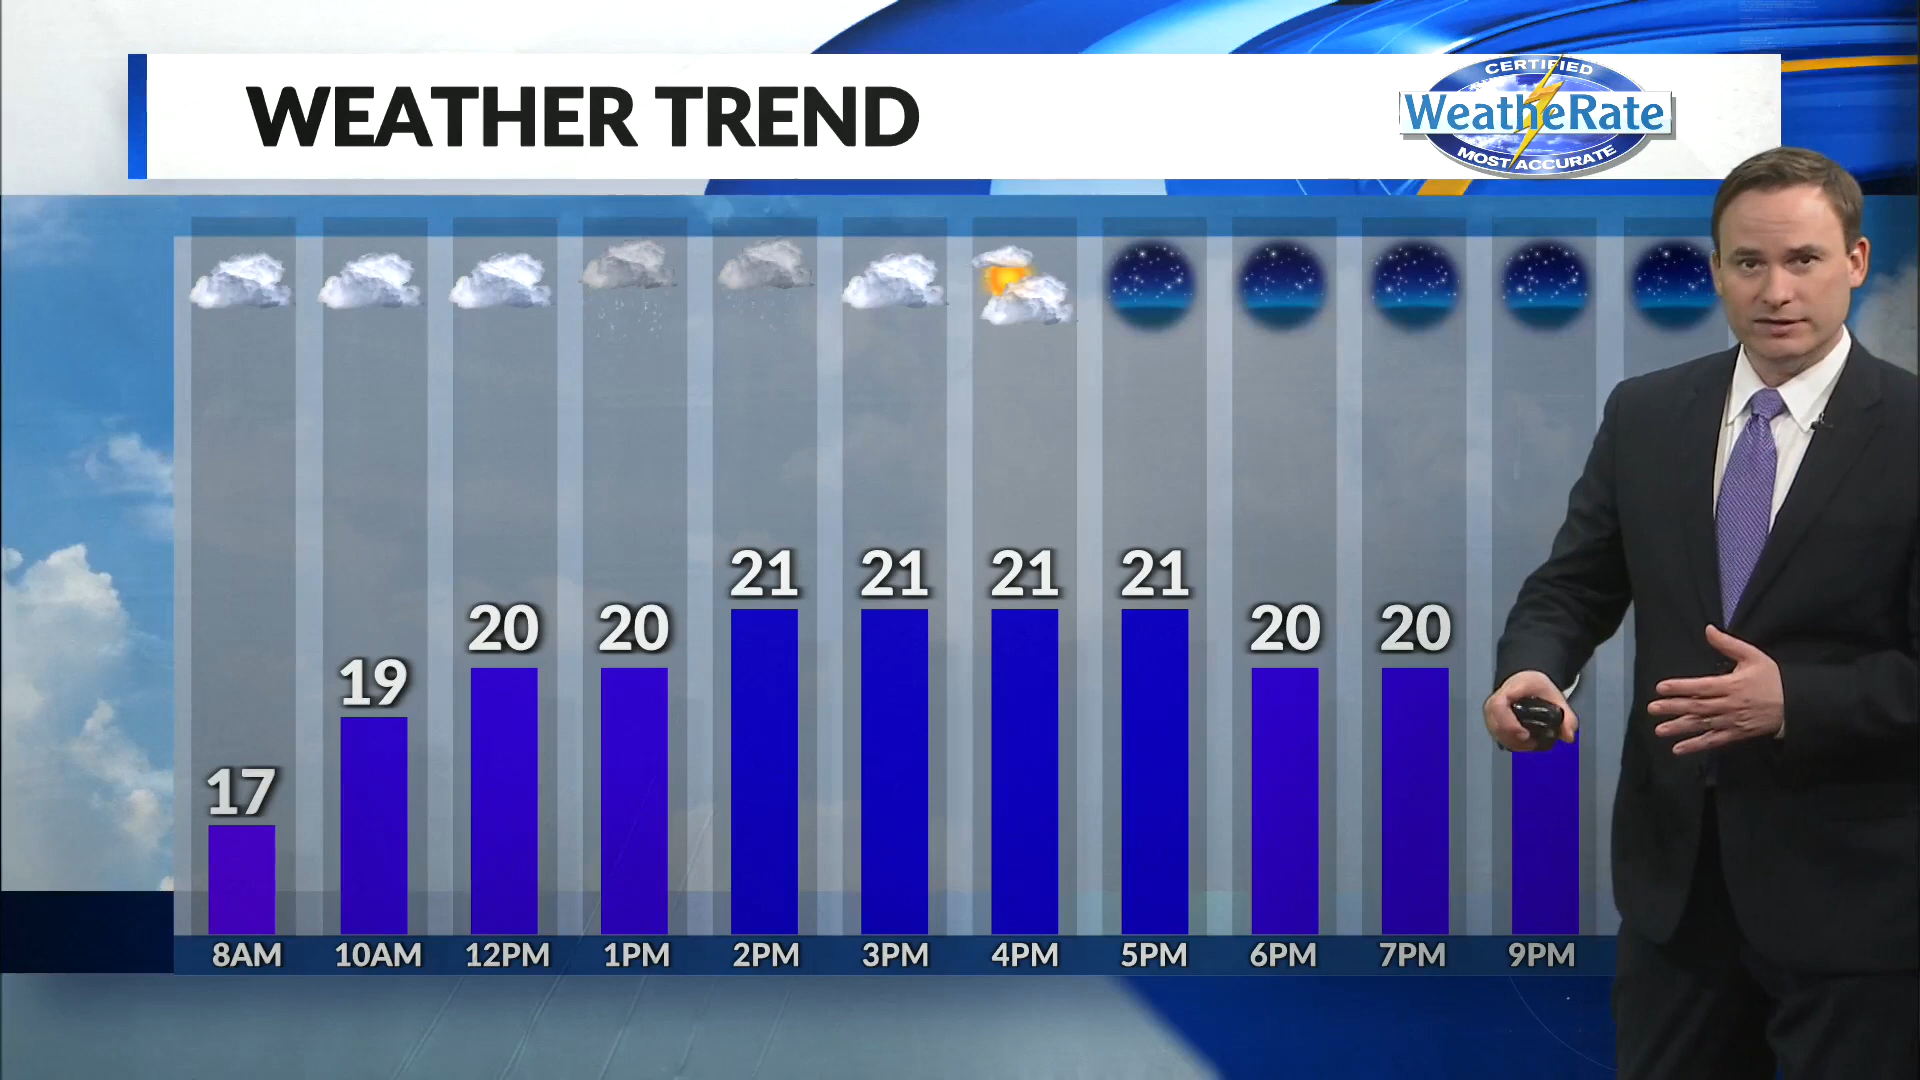 WEATHER TREND
CERTIFIED
WeatheRate
MOST ACCURATE
21 21 21 21
20 20 20 20
19
17
8AM 10AM 12PM 1PM 2PM 3PM 4PM 5PM 6PM 7PM 9PM